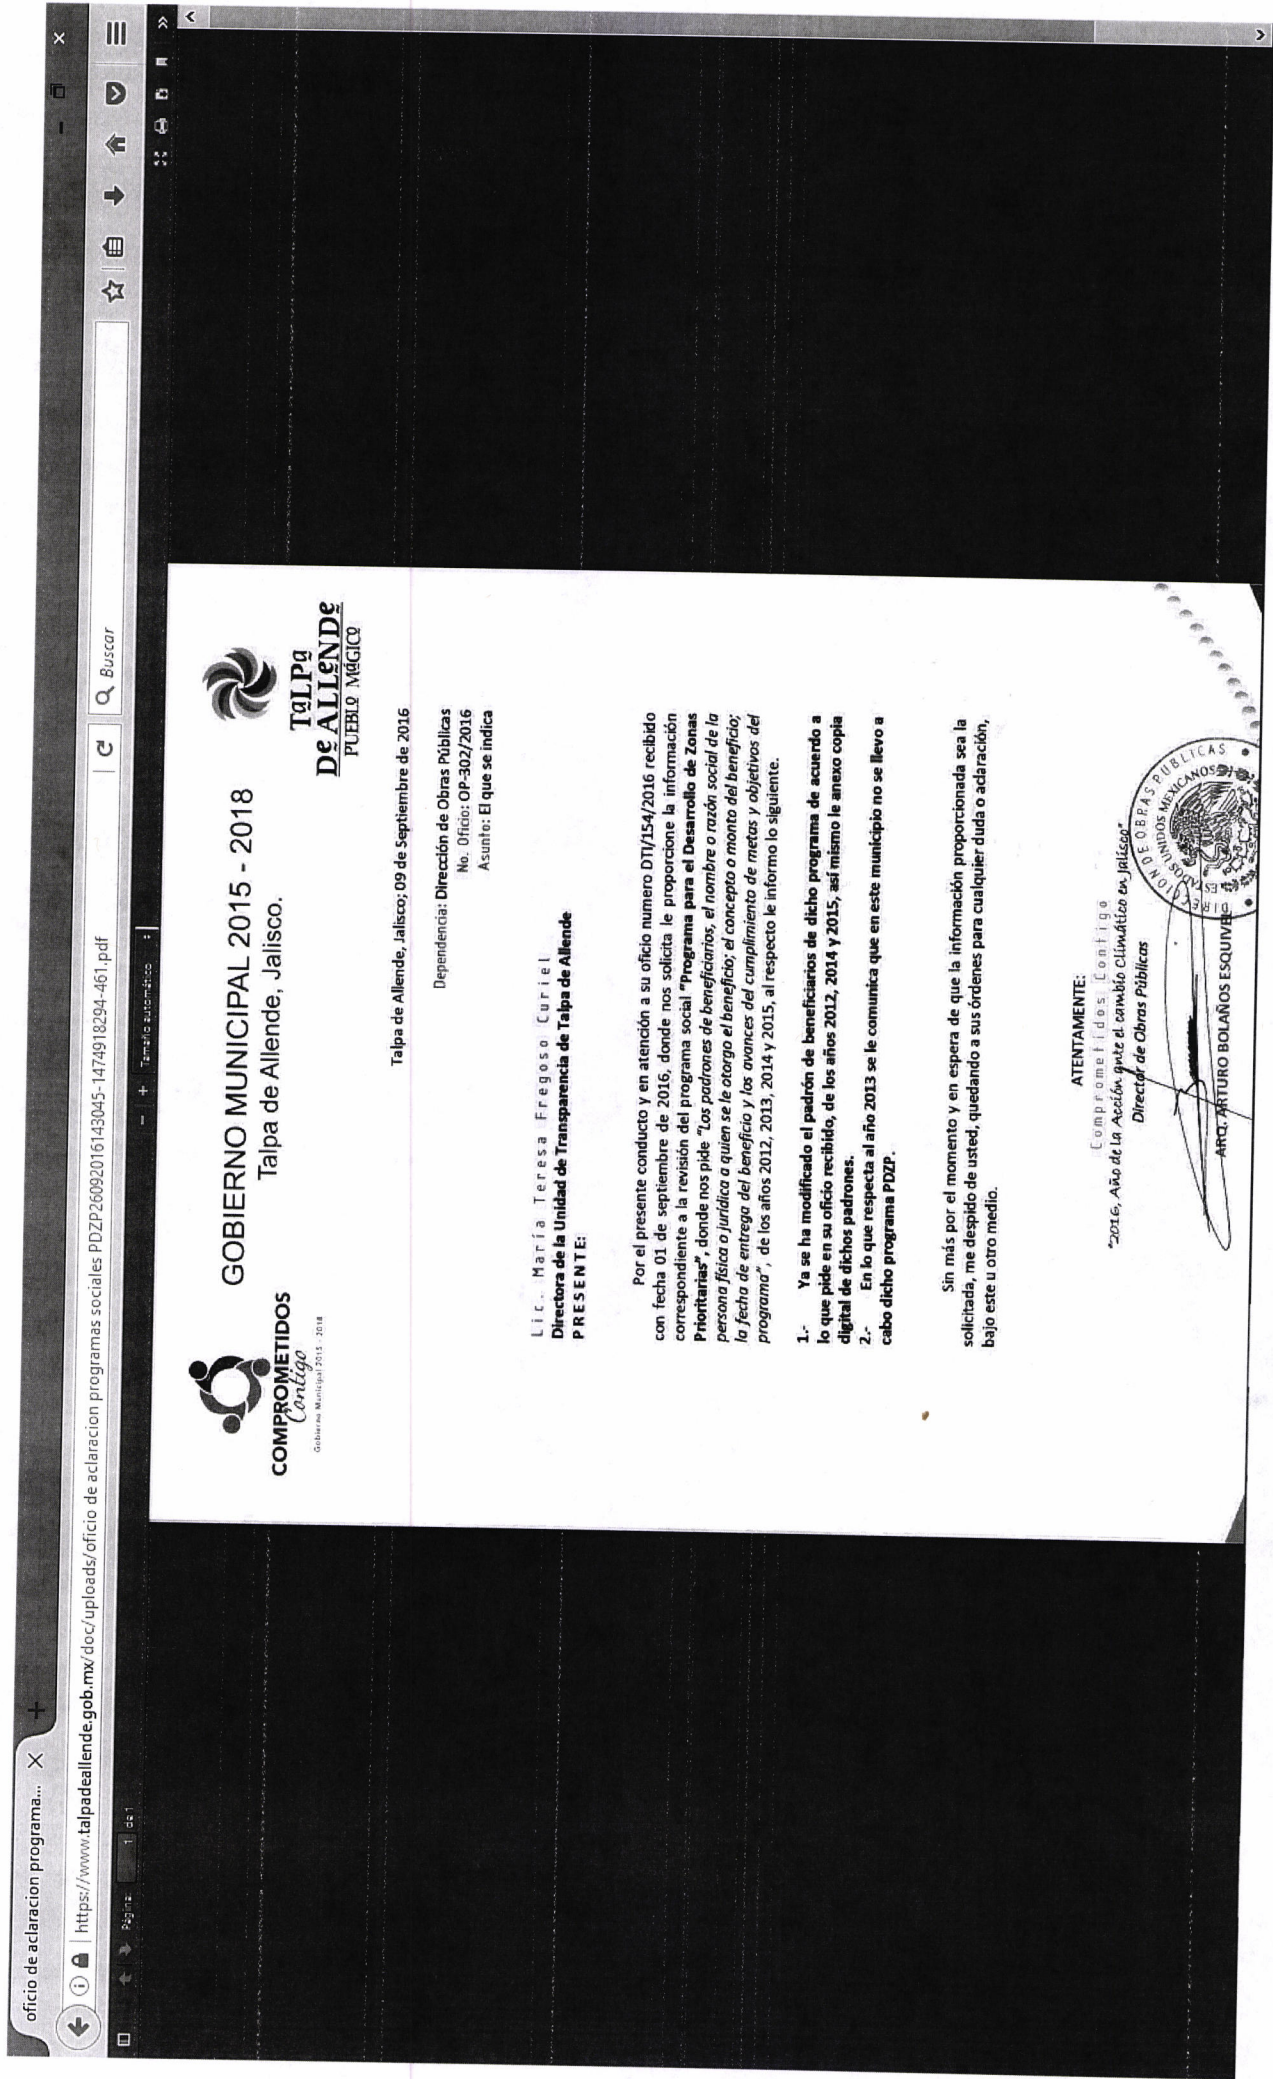 oficio de aclaracion programa...
https://www.talpadeallende.gob.mx/doc/uploads/oficio de aclaracion programas sociales PDZP26092016143045-1474918294-461.pdf
Buscar
Página: 1 de 1
Tamaño automático
COMPROMETIDOS
Contigo
Gobierno Municipal 2015 - 2018
GOBIERNO MUNICIPAL 2015 - 2018
Talpa de Allende, Jalisco.
TaLPa
De ALLeNDe
PUEBLO MáGICO
Talpa de Allende, Jalisco; 09 de Septiembre de 2016
Dependencia: Dirección de Obras Públicas
No. Oficio: OP-302/2016
Asunto: El que se indica
Lic. María Teresa Fregoso Curiel
Directora de la Unidad de Transparencia de Talpa de Allende
PRESENTE:
Por el presente conducto y en atención a su oficio numero DTI/154/2016 recibido
con fecha 01 de septiembre de 2016, donde nos solicita le proporcione la información
correspondiente a la revisión del programa social "Programa para el Desarrollo de Zonas
Prioritarias", donde nos pide "Los padrones de beneficiarios, el nombre o razón social de la
persona física o jurídica a quien se le otorgo el beneficio; el concepto o monto del beneficio;
la fecha de entrega del beneficio y los avances del cumplimiento de metas y objetivos del
programa", de los años 2012, 2013, 2014 y 2015, al respecto le informo lo siguiente.
1.- Ya se ha modificado el padrón de beneficiarios de dicho programa de acuerdo a
lo que pide en su oficio recibido, de los años 2012, 2014 y 2015, así mismo le anexo copia
digital de dichos padrones.
2.- En lo que respecta al año 2013 se le comunica que en este municipio no se llevo a
cabo dicho programa PDZP.
Sin más por el momento y en espera de que la información proporcionada sea la
solicitada, me despido de usted, quedando a sus órdenes para cualquier duda o aclaración,
bajo este u otro medio.
ATENTAMENTE:
Comprometidos Contigo
"2016, Año de la Acción ante el cambio Climático en Jalisco"
Director de Obras Públicas
ARQ. ARTURO BOLAÑOS ESQUIVEL
DIRECCION DE OBRAS PUBLICAS
ESTADOS UNIDOS MEXICANOS